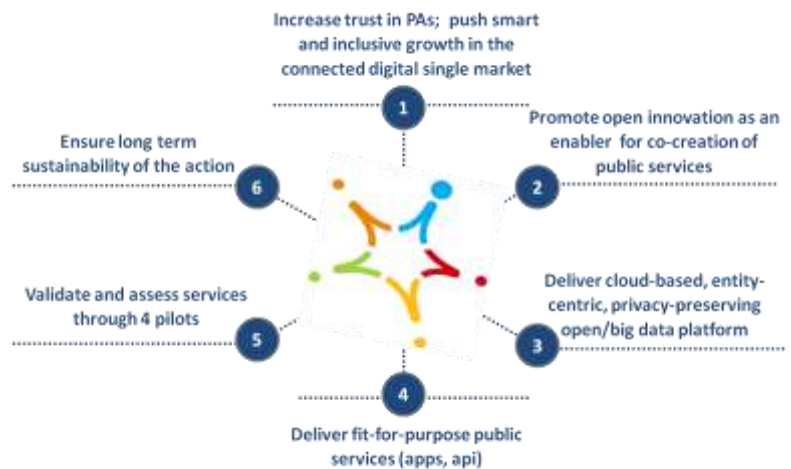 Increase trust in PAs; push smart
and inclusive growth in the
connected digital single market
1
Promote open innovation as an
enabler for co-creation of
public services
2
Deliver cloud-based, entity-
centric, privacy-preserving
open/big data platform
3
4
Deliver fit-for-purpose public
services (apps, api)
Validate and assess services
through 4 pilots
5
Ensure long term
sustainability of the action
6